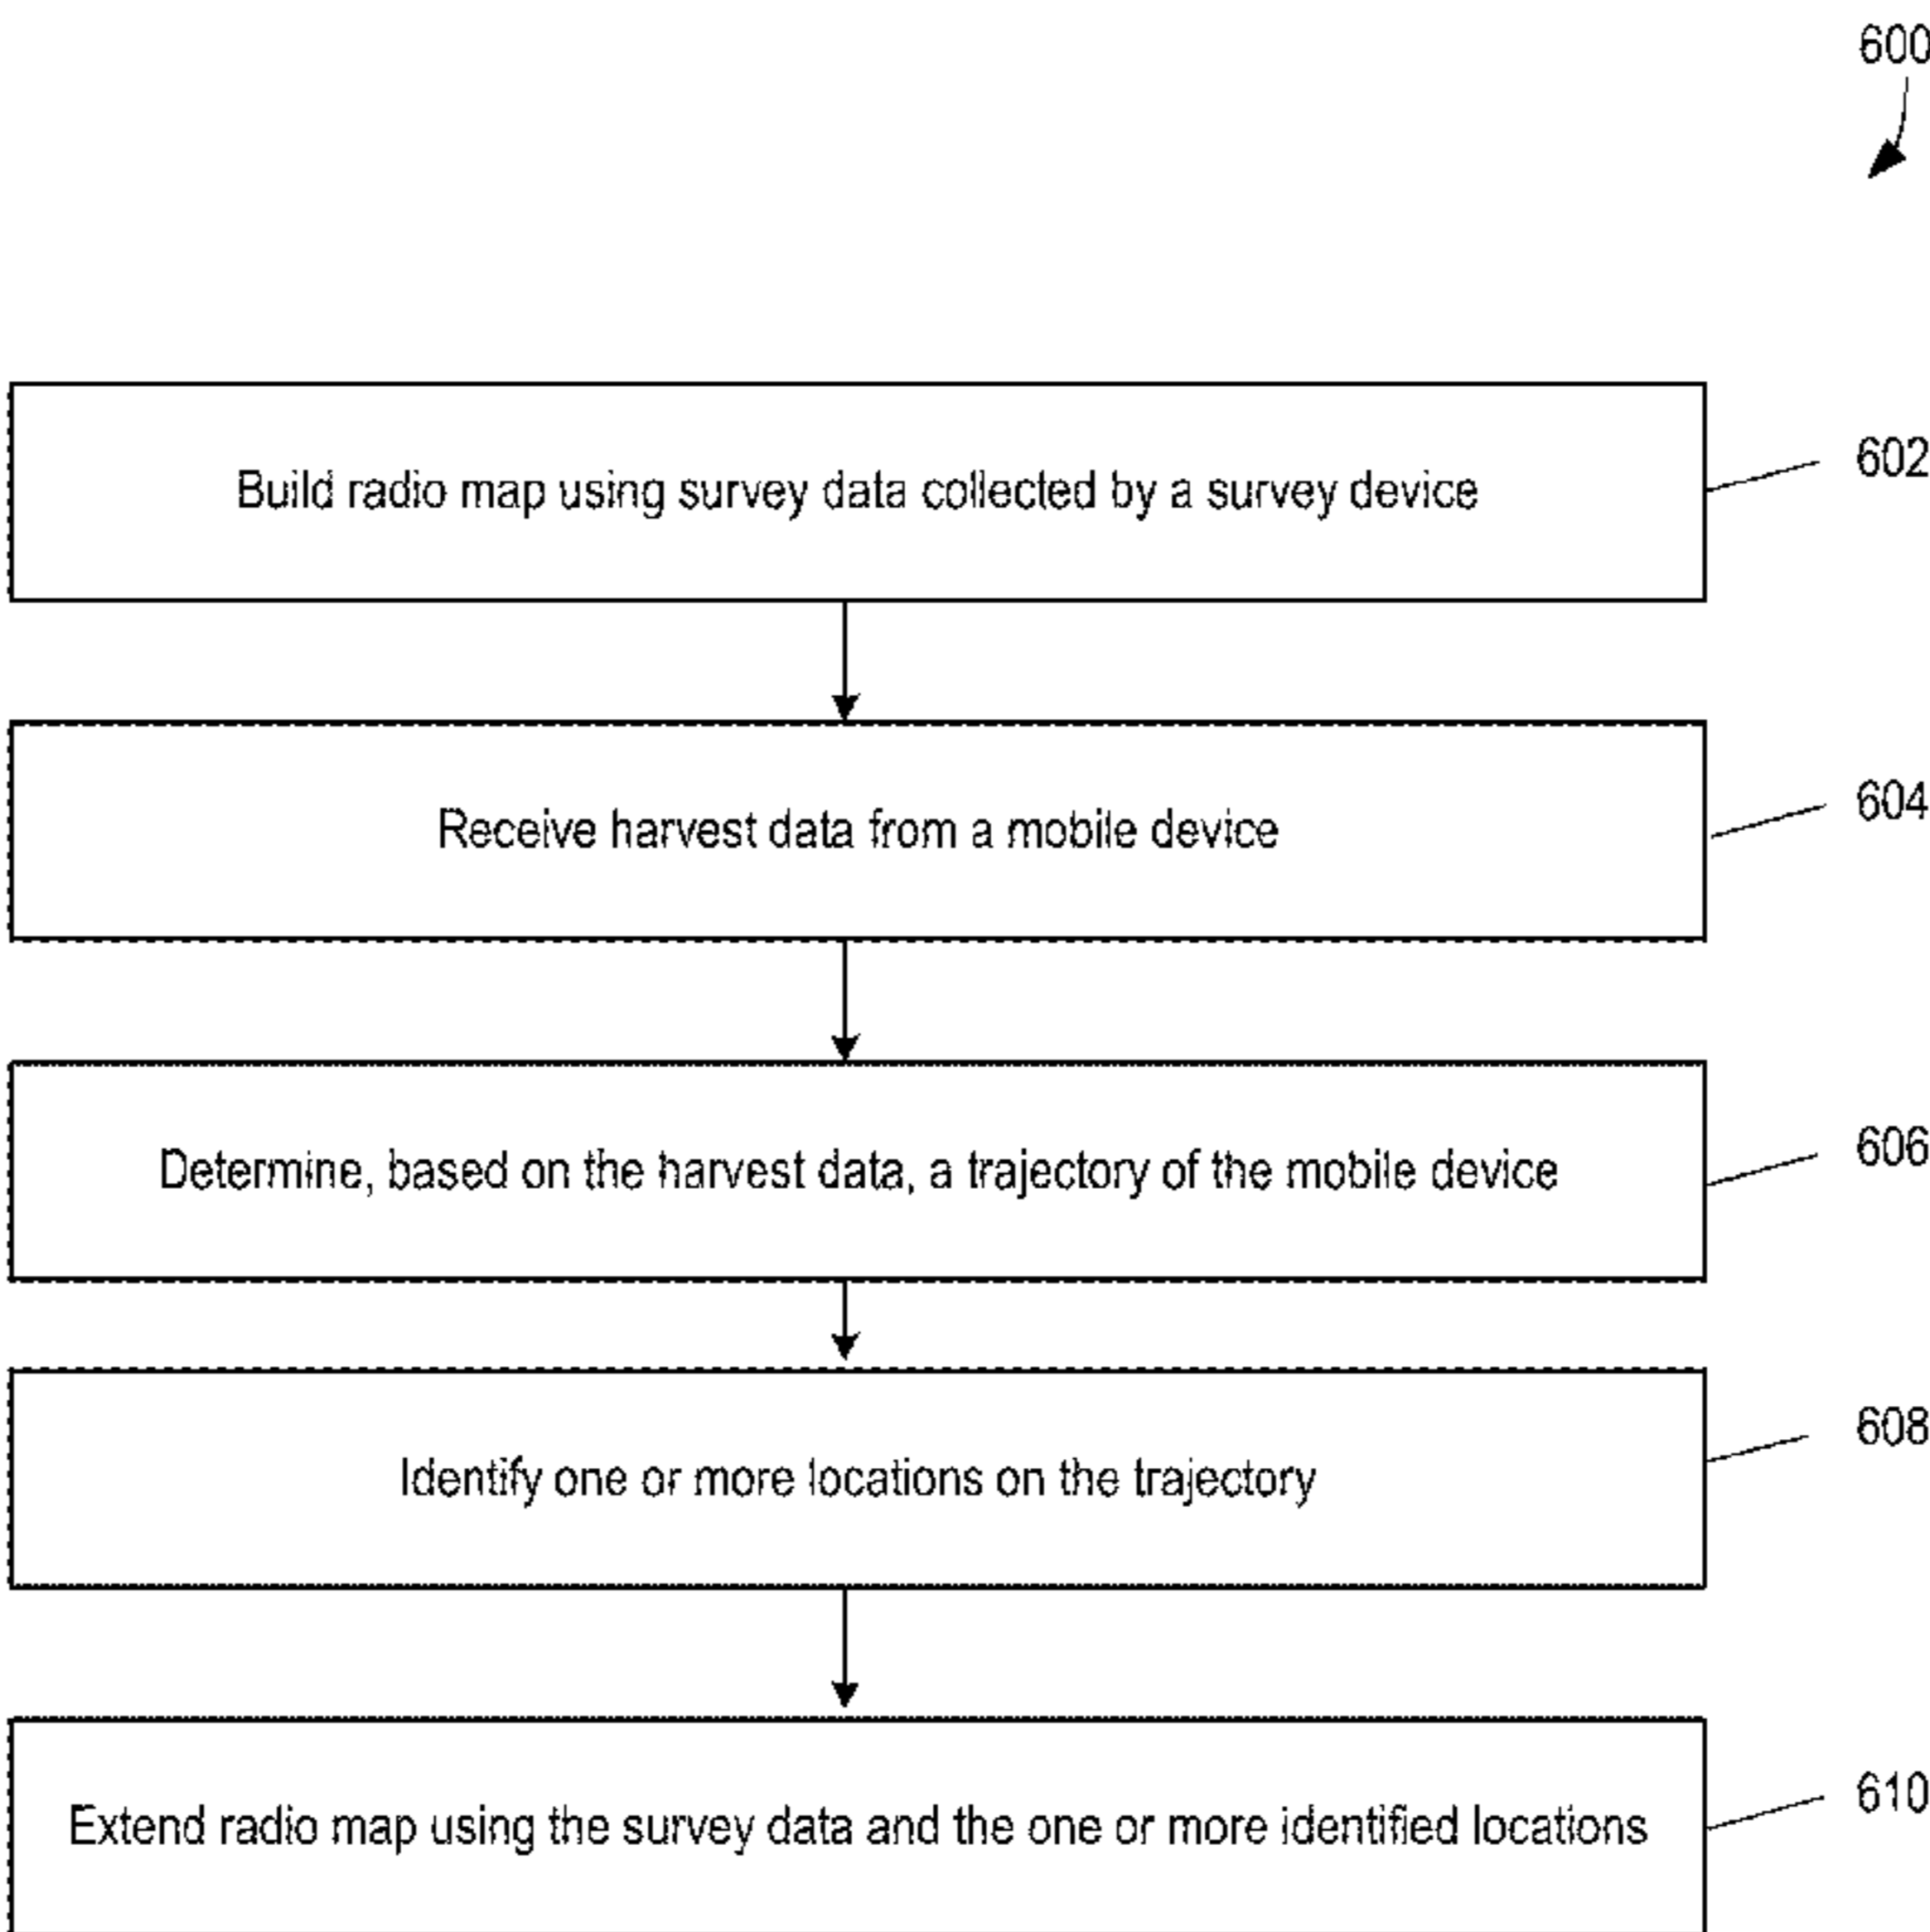 600
Build radio map using survey data collected by a survey device
602
Receive harvest data from a mobile device
604
Determine, based on the harvest data, a trajectory of the mobile device
606
Identify one or more locations on the trajectory
608
Extend radio map using the survey data and the one or more identified locations
610